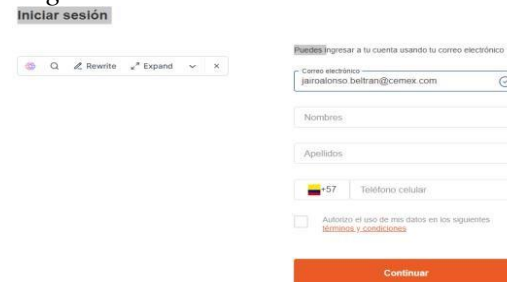 Iniciar sesión
Rewrite Expand
Puedes ingresar a tu cuenta usando tu correo electrónico
Correo electrónico
jairoalonso.beltran@cemex.com
Nombres
Apellidos
+57 Teléfono celular
Autorizo el uso de mis datos en los siguientes
términos y condiciones
Continuar